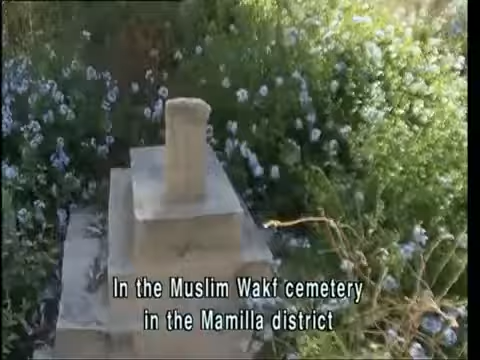 In the Muslim Wakf cemetery
in the Mamilla district